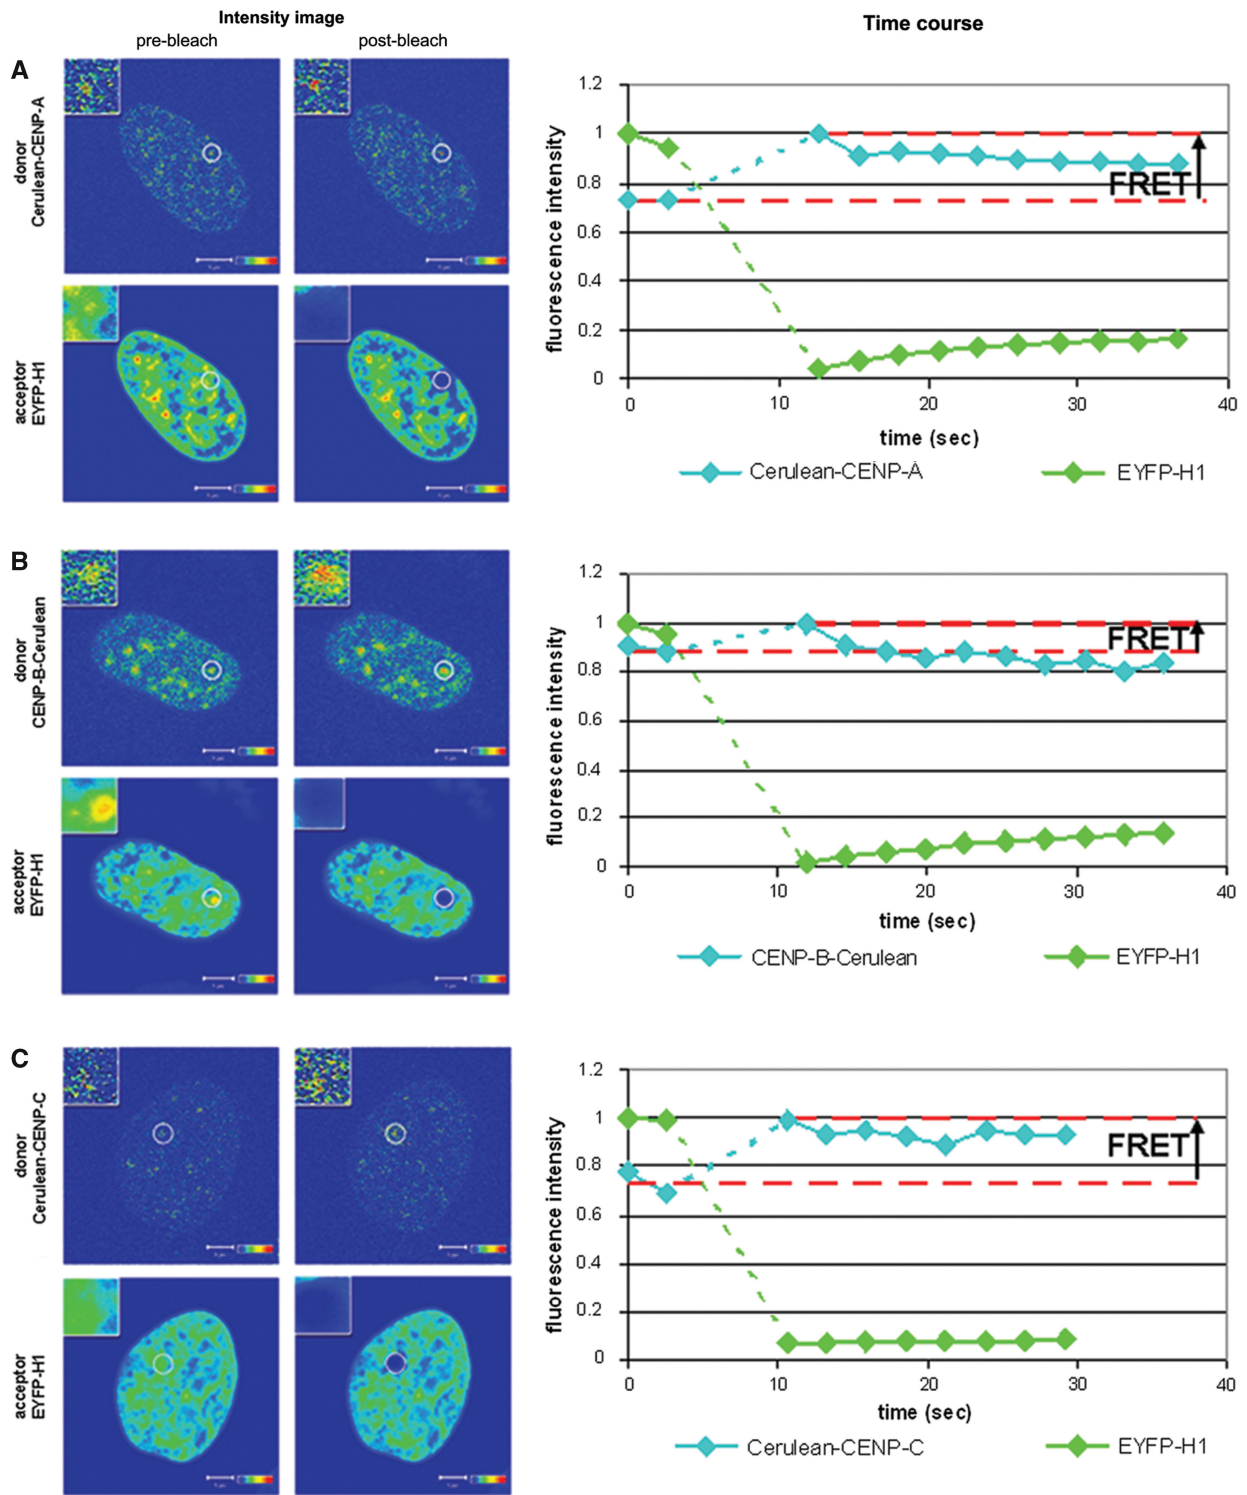 Intensity image
pre-bleach
post-bleach
Time course
A
donor
Cerulean-CENP-A
acceptor
EYFP-H1
fluorescence intensity
1.2
1
0.8
0.6
0.4
0.2
0
FRET
0
10
20
30
40
time (sec)
Cerulean-CENP-A
EYFP-H1
B
donor
CENP-B-Cerulean
acceptor
EYFP-H1
fluorescence intensity
1.2
1
0.8
0.6
0.4
0.2
0
FRET
0
10
20
30
40
time (sec)
CENP-B-Cerulean
EYFP-H1
C
donor
Cerulean-CENP-C
acceptor
EYFP-H1
fluorescence intensity
1.2
1
0.8
0.6
0.4
0.2
0
FRET
0
10
20
30
40
time (sec)
Cerulean-CENP-C
EYFP-H1